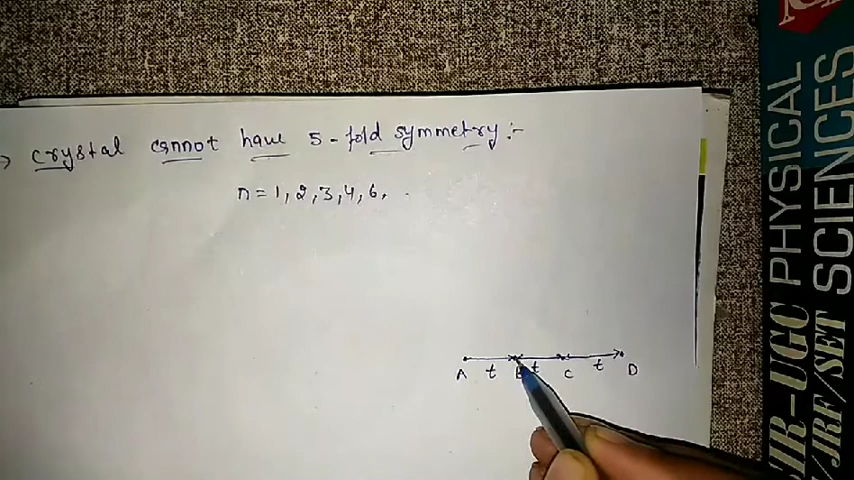 → crystal cannot have 5-fold symmetry :-
n = 1, 2, 3, 4, 6, .
t t t
A B C D
PHYSICAL SCIENCES
IR-UGC
/JRF/SET